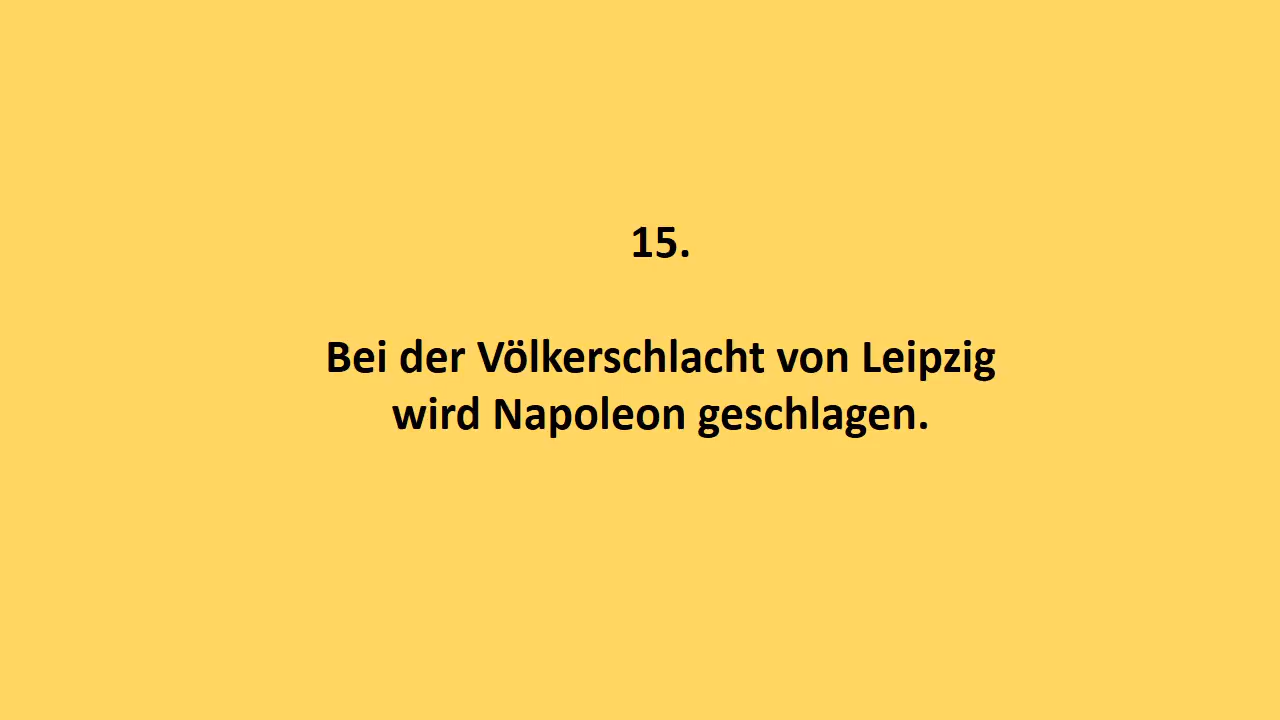 15.
Bei der Völkerschlacht von Leipzig
wird Napoleon geschlagen.